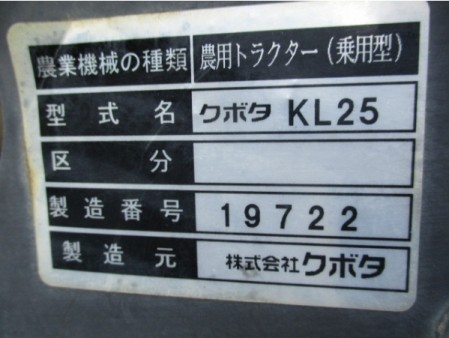 農業機械の種類 農用トラクター(乗用型)
型式名 クボタ KL25
区分
製造番号 19722
製造元 株式会社クボタ